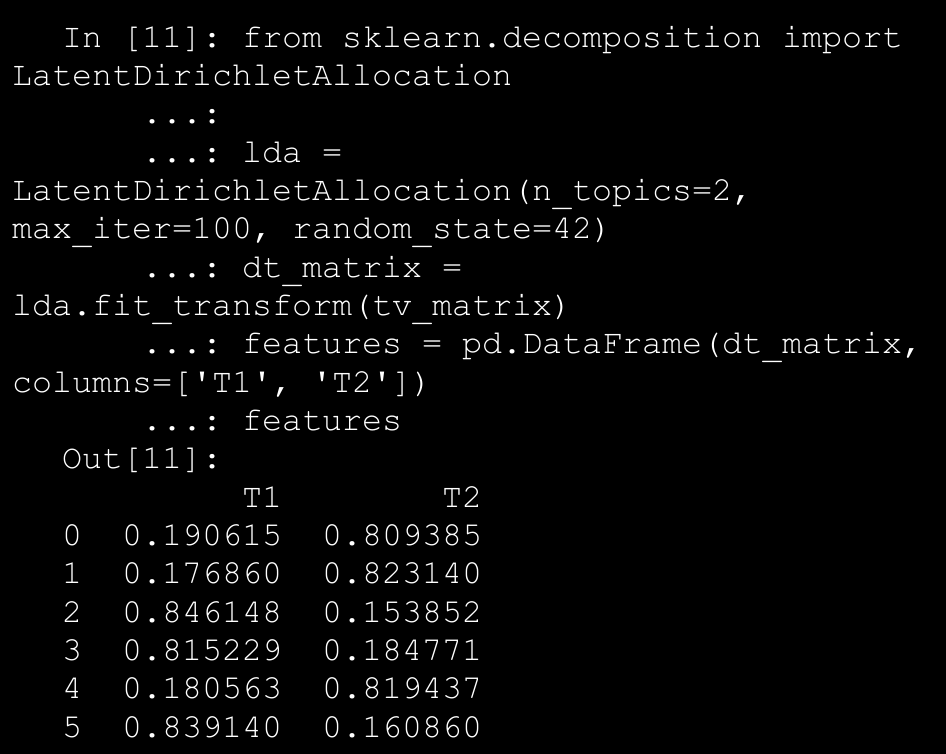 In [11]: from sklearn.decomposition import
LatentDirichletAllocation
...:
...: lda =
LatentDirichletAllocation(n_topics=2,
max_iter=100, random_state=42)
...: dt_matrix =
lda.fit_transform(tv_matrix)
...: features = pd.DataFrame(dt_matrix,
columns=['T1', 'T2'])
...: features
Out[11]:
T1 T2
0 0.190615 0.809385
1 0.176860 0.823140
2 0.846148 0.153852
3 0.815229 0.184771
4 0.180563 0.819437
5 0.839140 0.160860